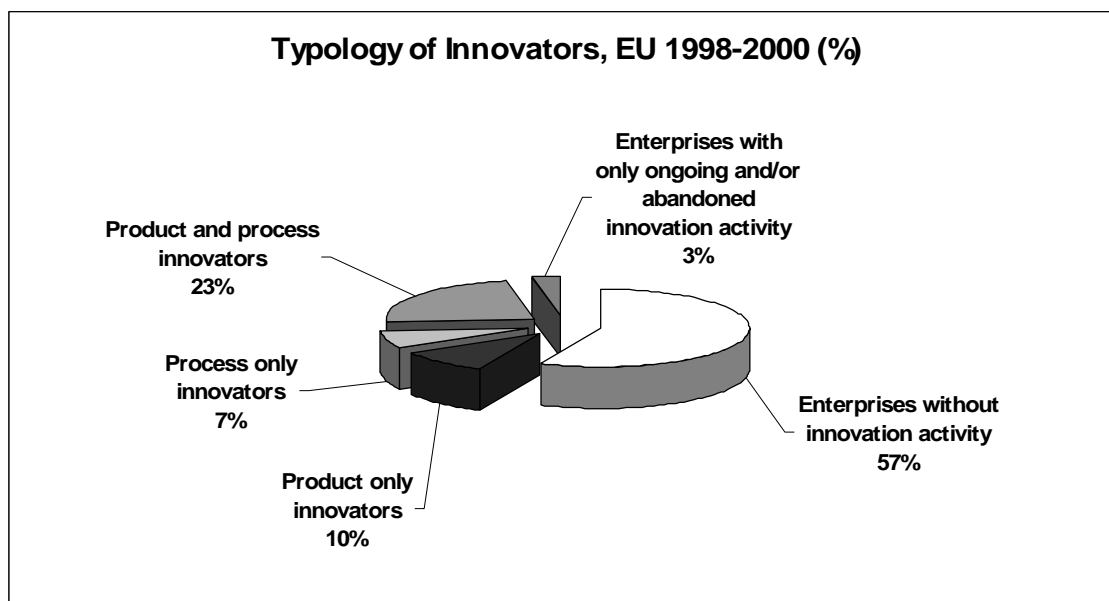 Typology of Innovators, EU 1998-2000 (%)
Enterprises with
only ongoing and/or
abandoned
innovation activity
3%
Product and process
innovators
23%
Process only
innovators
7%
Enterprises without
innovation activity
57%
Product only
innovators
10%